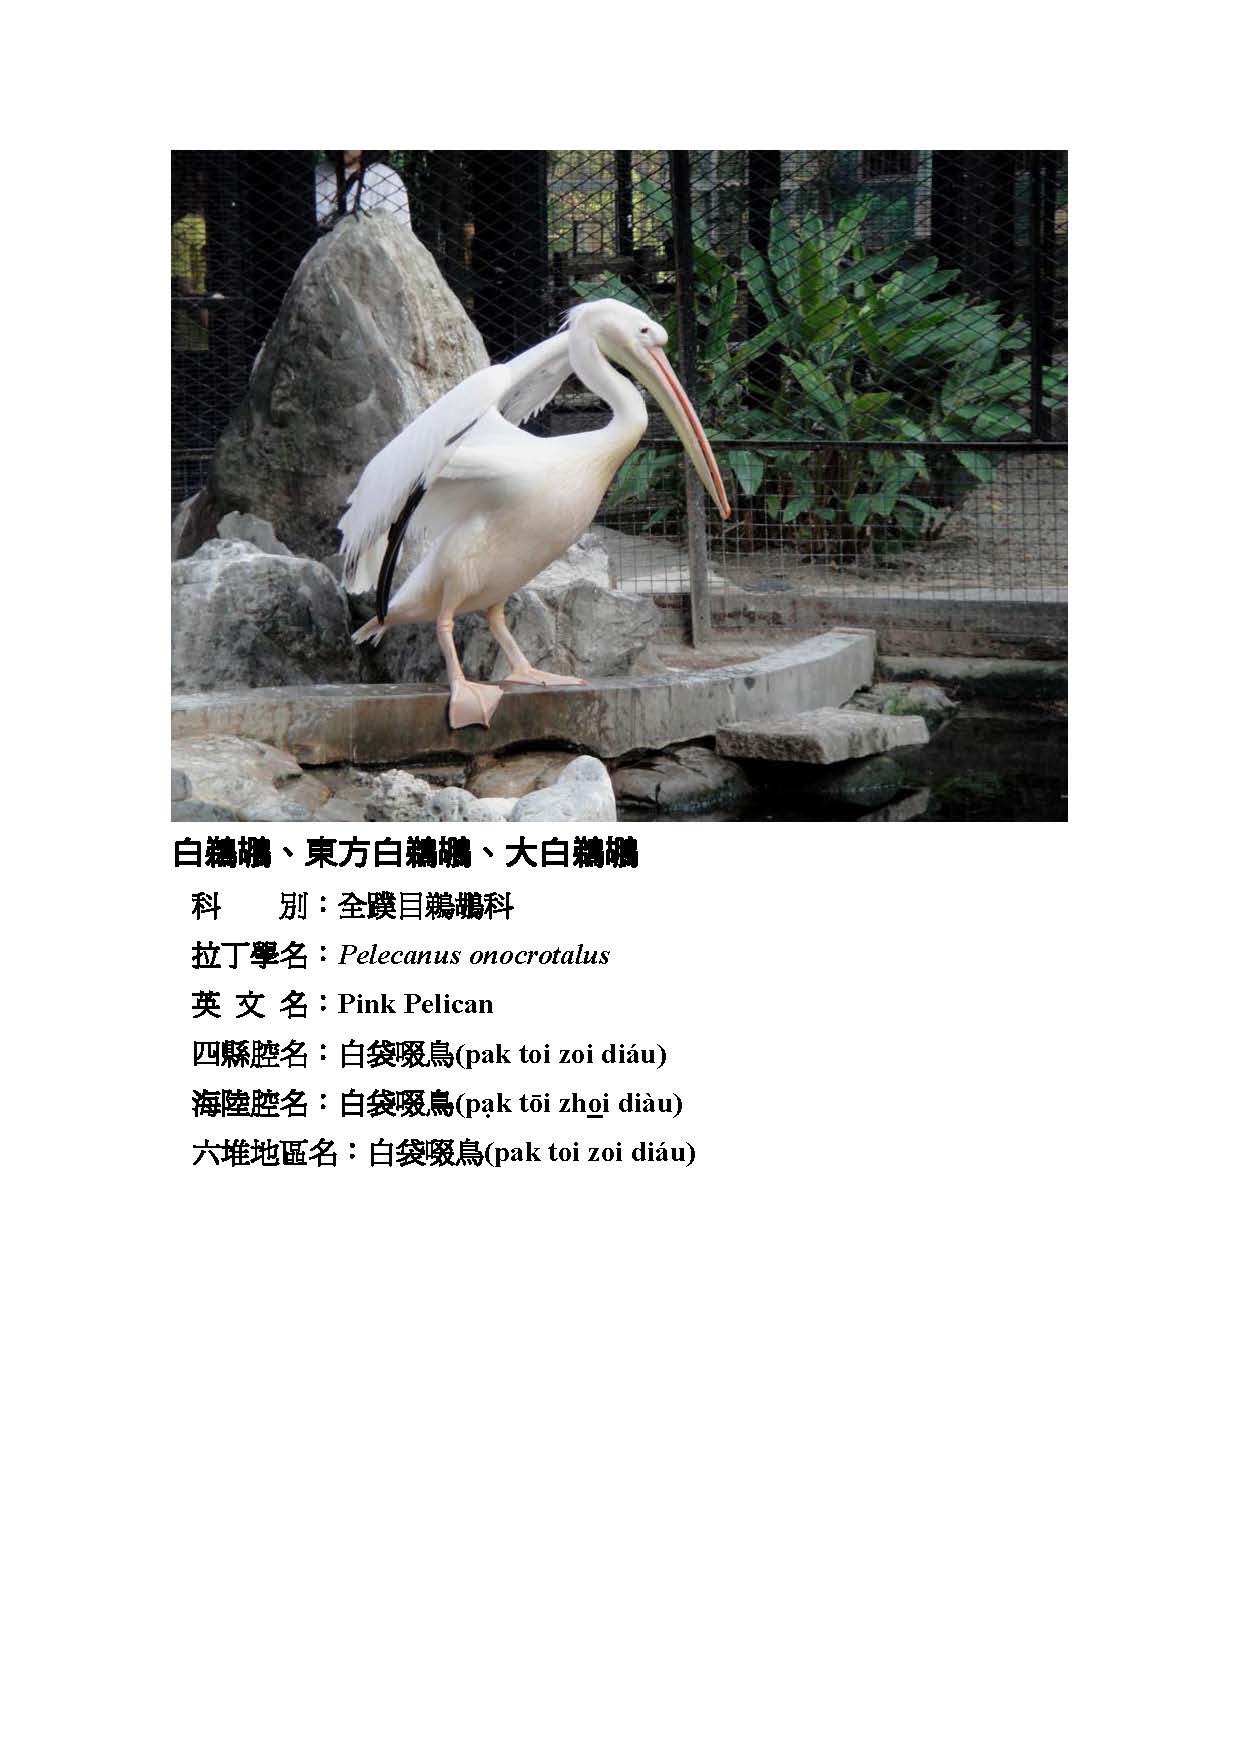 白鵜鶘、東方白鵜鶘、大白鵜鶘
科　　別：全蹼目鵜鶘科
拉丁學名：Pelecanus onocrotalus
英 文 名：Pink Pelican
四縣腔名：白袋啜鳥(pak toi zoi diáu)
海陸腔名：白袋啜鳥(pạk tōi zho̲i diàu)
六堆地區名：白袋啜鳥(pak toi zoi diáu)